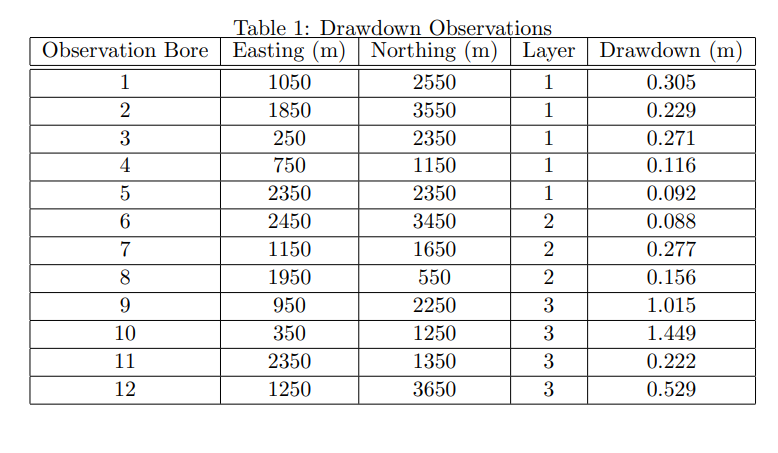 Table 1: Drawdown Observations
Observation Bore Easting (m) Northing (m) Layer Drawdown (m)
1 1050 2550 1 0.305
2 1850 3550 1 0.229
3 250 2350 1 0.271
4 750 1150 1 0.116
5 2350 2350 1 0.092
6 2450 3450 2 0.088
7 1150 1650 2 0.277
8 1950 550 2 0.156
9 950 2250 3 1.015
10 350 1250 3 1.449
11 2350 1350 3 0.222
12 1250 3650 3 0.529